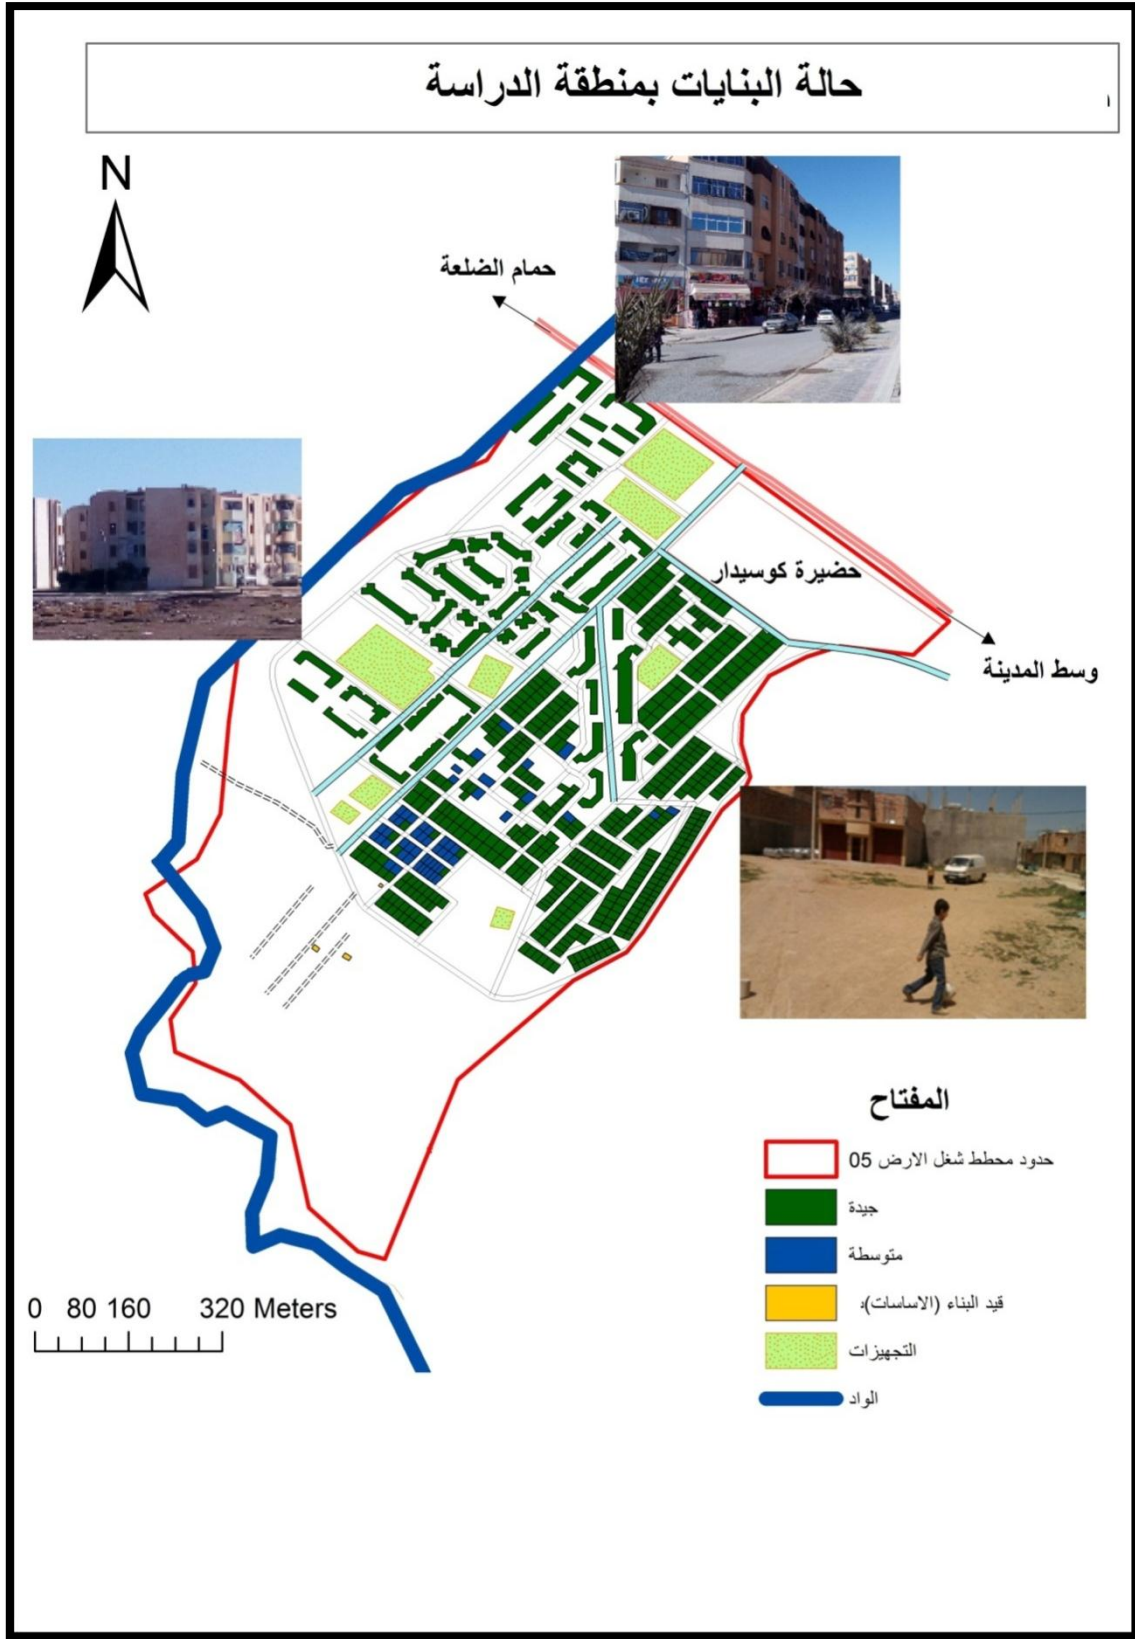 حالة البنايات بمنطقة الدراسة
ا
N
حمام الضلعة
حضيرة كوسيدار
وسط المدينة
المفتاح
حدود محطط شغل الارض 05
جيدة
متوسطة
قيد البناء (الاساسات)د
التجهيزات
الواد
0 80 160 320 Meters